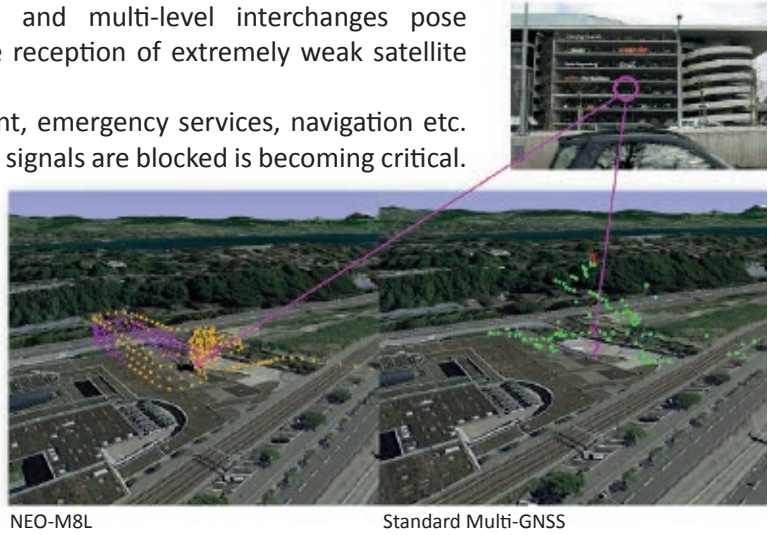 and multi-level interchanges pose
reception of extremely weak satellite
emergency services, navigation etc.
signals are blocked is becoming critical.
NEO-M8L
Standard Multi-GNSS